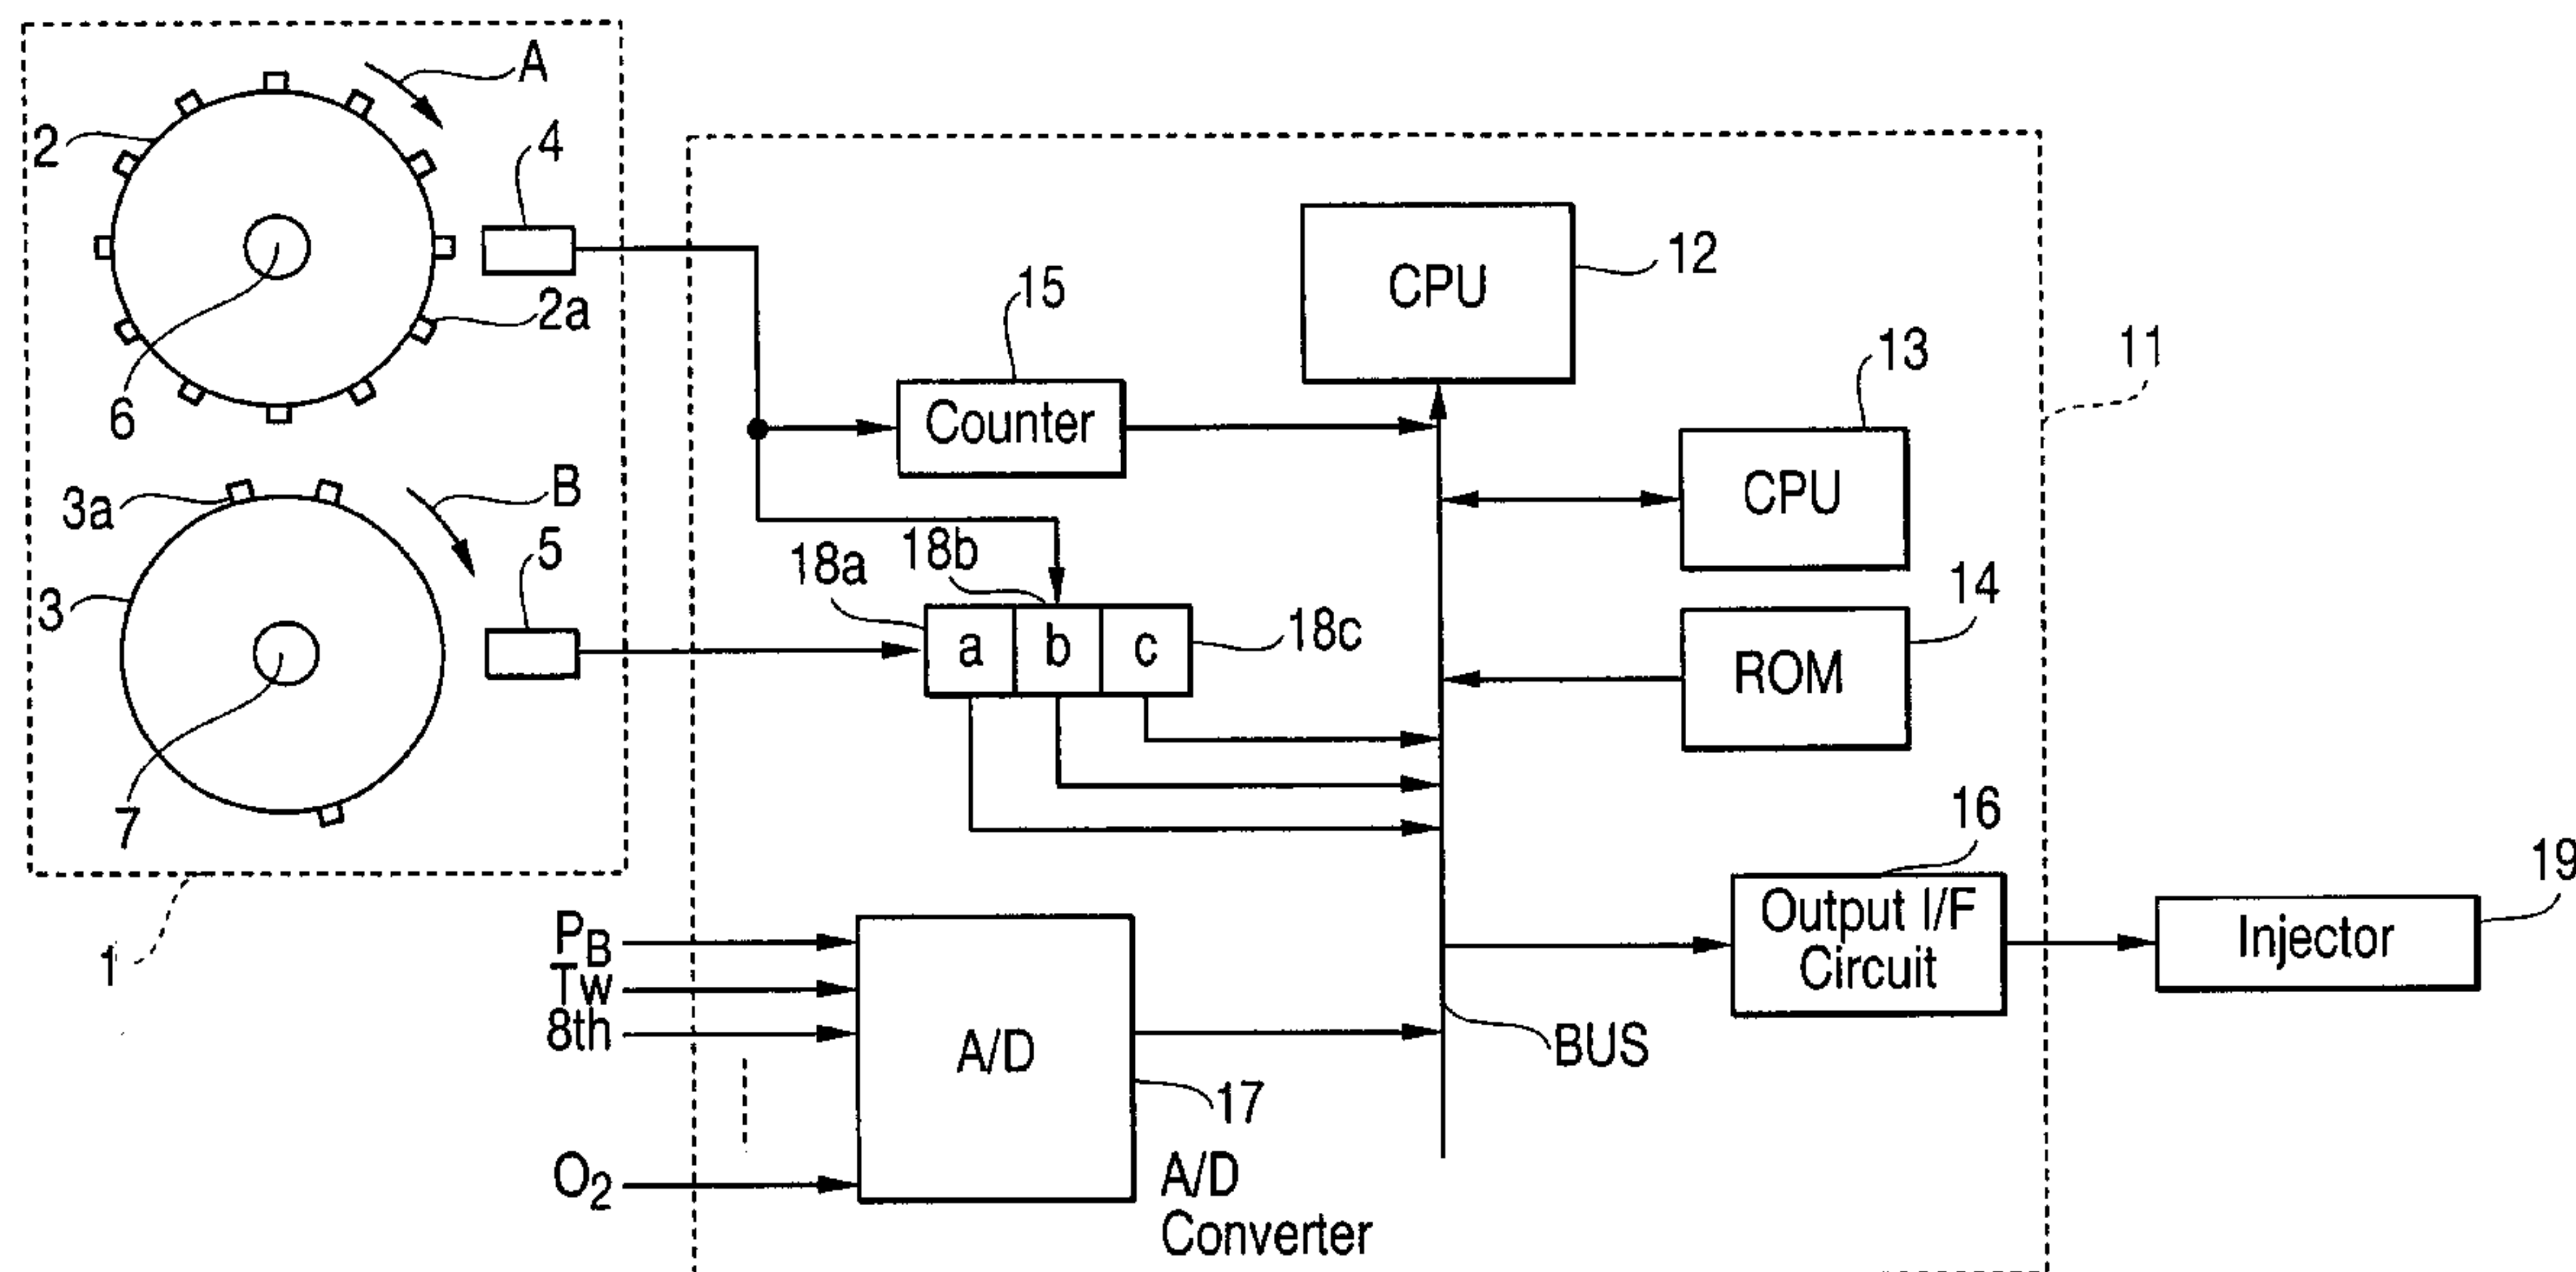 A
2
4
2a
6
3a
B
5
3
7
1
12
CPU
15
Counter
13
CPU
11
18a
18b
a
b
c
18c
14
ROM
16
Output I/F
Circuit
19
Injector
BUS
PB
Tw
8th
O2
A/D
17
A/D
Converter